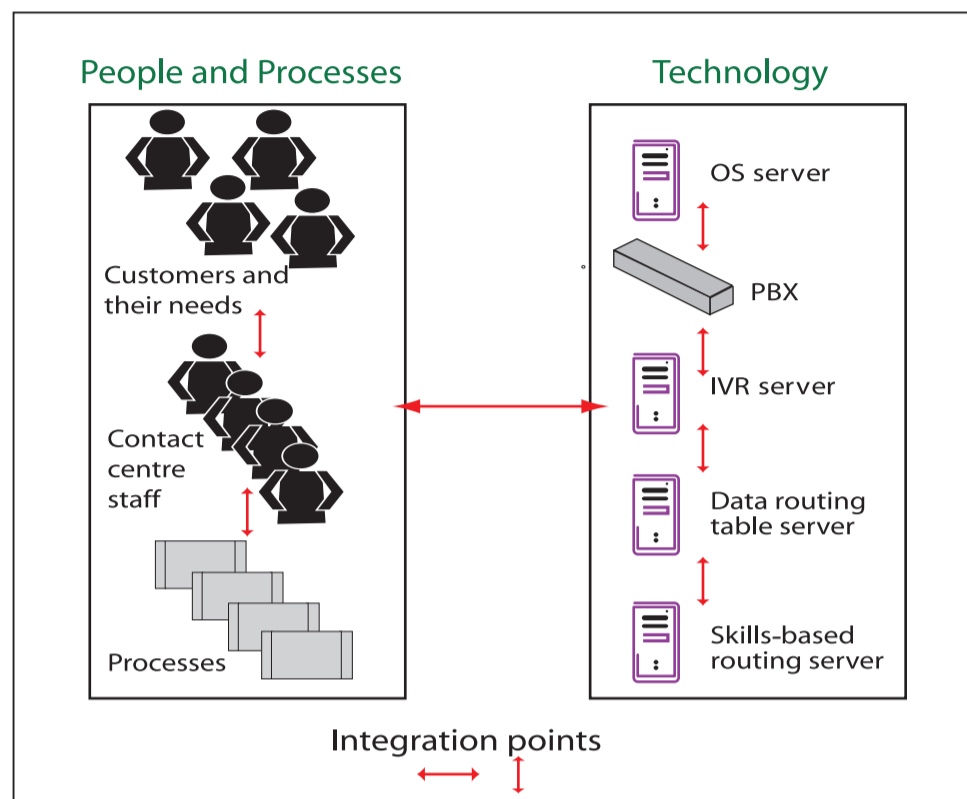 People and Processes
Customers and
their needs
Contact
centre
staff
Processes
Technology
OS server
PBX
IVR server
Data routing
table server
Skills-based
routing server
Integration points